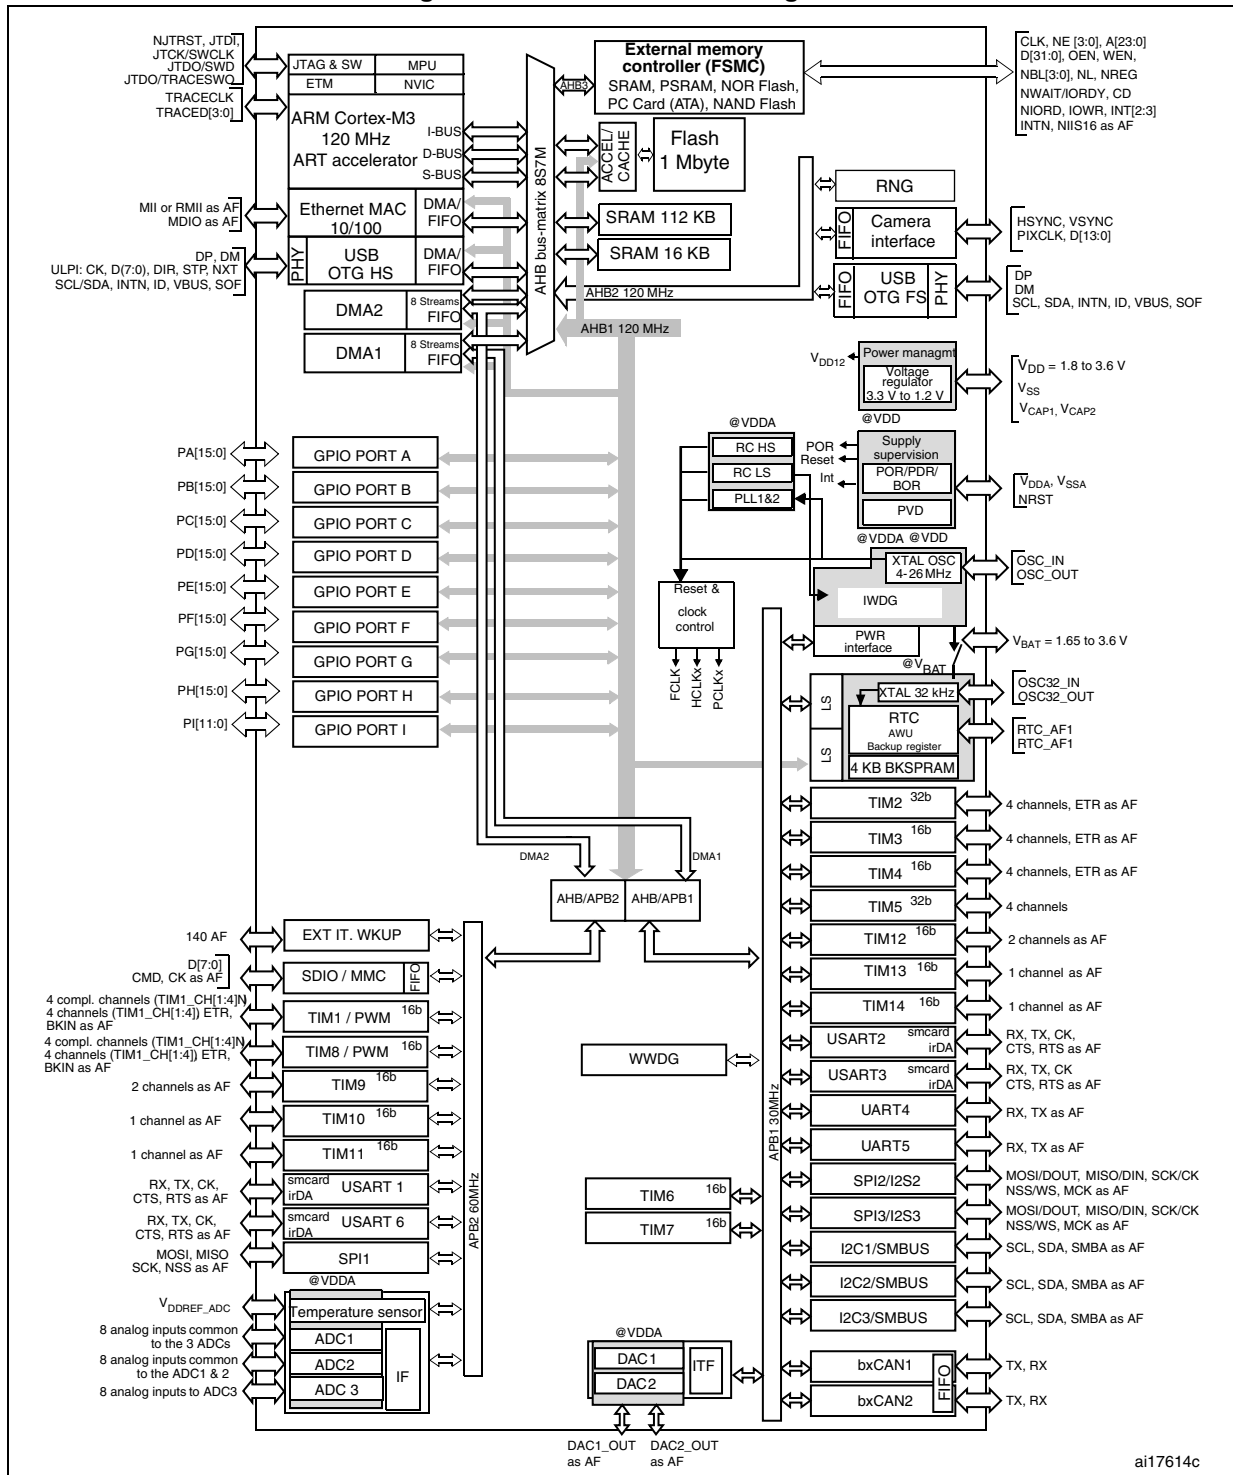 NJTRST, JTDI,
JTCK/SWCLK
JTDO/SWD
JTDO/TRACESWO
TRACECLK
TRACED[3:0]
JTAG & SW
MPU
ETM
NVIC
ARM Cortex-M3
120 MHz
ART accelerator
I-BUS
D-BUS
S-BUS
MII or RMII as AF
MDIO as AF
Ethernet MAC
10/100
DMA/
FIFO
DP, DM
ULPI: CK, D(7:0), DIR, STP, NXT
SCL/SDA, INTN, ID, VBUS, SOF
PHY
USB
OTG HS
DMA/
FIFO
DMA2
8 Streams
FIFO
DMA1
8 Streams
FIFO
AHB bus-matrix 8S7M
AHB3
External memory
controller (FSMC)
SRAM, PSRAM, NOR Flash,
PC Card (ATA), NAND Flash
CLK, NE [3:0], A[23:0]
D[31:0], OEN, WEN,
NBL[3:0], NL, NREG
NWAIT/IORDY, CD
NIORD, IOWR, INT[2:3]
INTN, NIIS16 as AF
ACCEL/
CACHE
Flash
1 Mbyte
SRAM 112 KB
SRAM 16 KB
AHB2 120 MHz
AHB1 120 MHz
RNG
FIFO
Camera
interface
HSYNC, VSYNC
PIXCLK, D[13:0]
FIFO
USB
OTG FS
PHY
DP
DM
SCL, SDA, INTN, ID, VBUS, SOF
VDD12
Power managmt
Voltage
regulator
3.3 V to 1.2 V
VDD = 1.8 to 3.6 V
VSS
VCAP1, VCAP2
@VDD
@VDDA
RC HS
RC LS
PLL1&2
POR
Reset
Int
Supply
supervision
POR/PDR/
BOR
PVD
VDDA, VSSA
NRST
@VDDA @VDD
XTAL OSC
4- 26 MHz
OSC_IN
OSC_OUT
IWDG
Reset &
clock
control
FCLK
HCLKx
PCLKx
PWR
interface
VBAT = 1.65 to 3.6 V
@VBAT
LS
LS
XTAL 32 kHz
OSC32_IN
OSC32_OUT
RTC
AWU
Backup register
RTC_AF1
RTC_AF1
4 KB BKSPRAM
PA[15:0]
GPIO PORT A
PB[15:0]
GPIO PORT B
PC[15:0]
GPIO PORT C
PD[15:0]
GPIO PORT D
PE[15:0]
GPIO PORT E
PF[15:0]
GPIO PORT F
PG[15:0]
GPIO PORT G
PH[15:0]
GPIO PORT H
PI[11:0]
GPIO PORT I
DMA2
DMA1
AHB/APB2
AHB/APB1
TIM2 32b
4 channels, ETR as AF
TIM3 16b
4 channels, ETR as AF
TIM4 16b
4 channels, ETR as AF
TIM5 32b
4 channels
TIM12 16b
2 channels as AF
TIM13 16b
1 channel as AF
TIM14 16b
1 channel as AF
USART2
smcard
irDA
RX, TX, CK,
CTS, RTS as AF
USART3
smcard
irDA
RX, TX, CK
CTS, RTS as AF
UART4
RX, TX as AF
UART5
RX, TX as AF
SPI2/I2S2
MOSI/DOUT, MISO/DIN, SCK/CK
NSS/WS, MCK as AF
SPI3/I2S3
MOSI/DOUT, MISO/DIN, SCK/CK
NSS/WS, MCK as AF
I2C1/SMBUS
SCL, SDA, SMBA as AF
I2C2/SMBUS
SCL, SDA, SMBA as AF
I2C3/SMBUS
SCL, SDA, SMBA as AF
bxCAN1
TX, RX
FIFO
bxCAN2
TX, RX
APB1 30MHz
WWDG
TIM6 16b
TIM7 16b
@VDDA
DAC1
DAC2
ITF
DAC1_OUT
as AF
DAC2_OUT
as AF
140 AF
EXT IT. WKUP
D[7:0]
CMD, CK as AF
SDIO / MMC
FIFO
4 compl. channels (TIM1_CH[1:4]N
4 channels (TIM1_CH[1:4]) ETR,
BKIN as AF
TIM1 / PWM 16b
4 compl. channels (TIM1_CH[1:4]N
4 channels (TIM1_CH[1:4]) ETR,
BKIN as AF
TIM8 / PWM 16b
2 channels as AF
TIM9 16b
1 channel as AF
TIM10 16b
1 channel as AF
TIM11 16b
RX, TX, CK,
CTS, RTS as AF
smcard
irDA
USART 1
RX, TX, CK,
CTS, RTS as AF
smcard
irDA
USART 6
MOSI, MISO
SCK, NSS as AF
SPI1
APB2 60MHz
@VDDA
VDDREF_ADC
Temperature sensor
8 analog inputs common
to the 3 ADCs
ADC1
8 analog inputs common
to the ADC1 & 2
ADC2
8 analog inputs to ADC3
ADC 3
IF
ai17614c